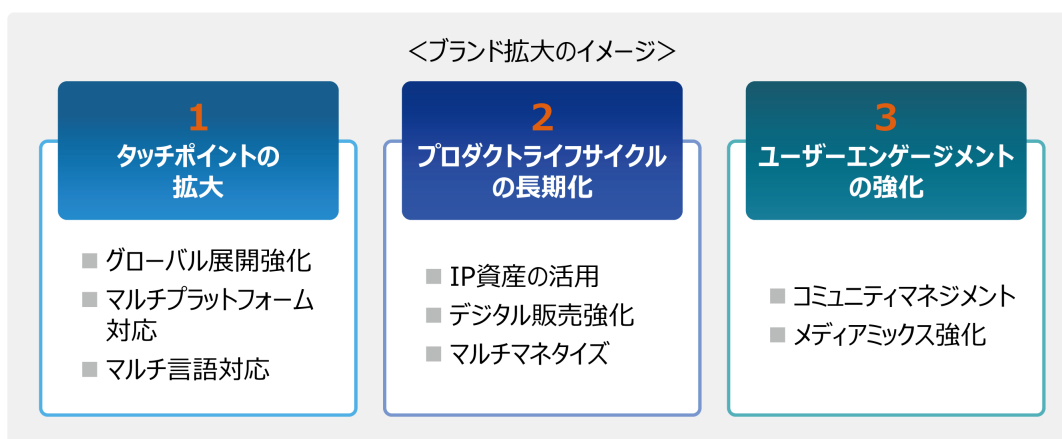 ＜ブランド拡大のイメージ＞
1
タッチポイントの
拡大
■ グローバル展開強化
■ マルチプラットフォーム
対応
■ マルチ言語対応
2
プロダクトライフサイクル
の長期化
■ IP資産の活用
■ デジタル販売強化
■ マルチマネタイズ
3
ユーザーエンゲージメント
の強化
■ コミュニティマネジメント
■ メディアミックス強化